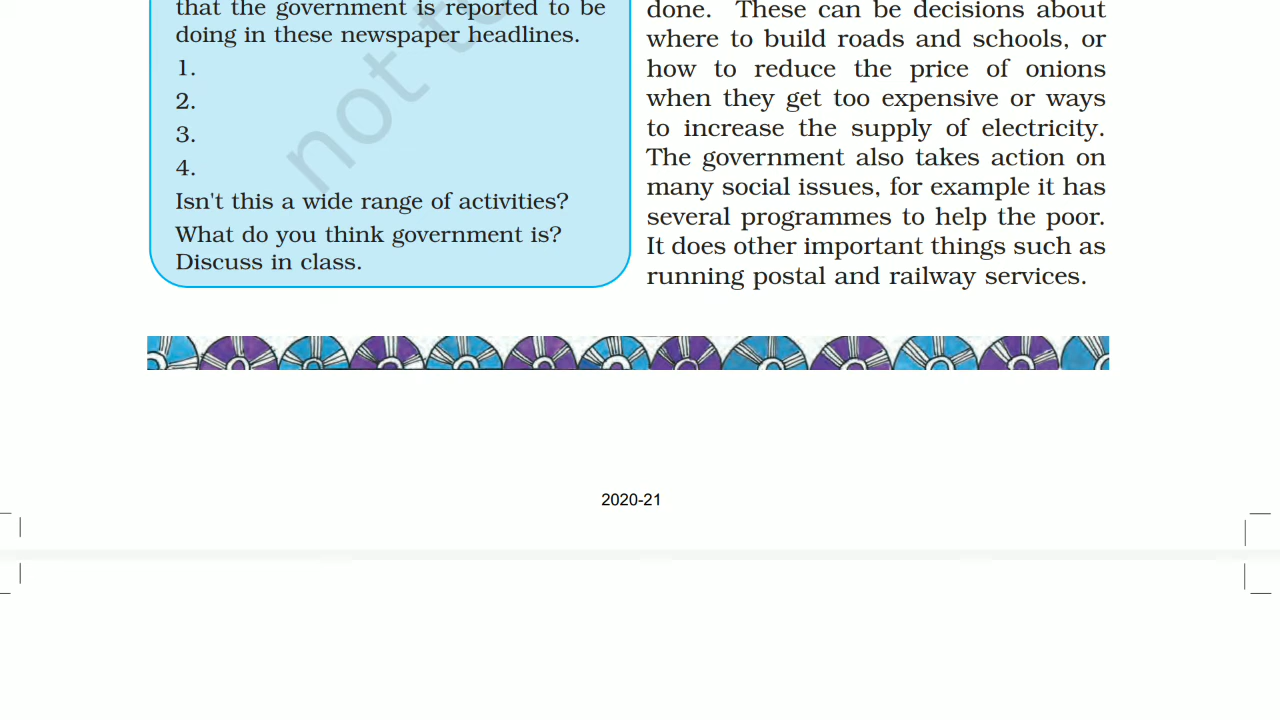 that the government is reported to be
doing in these newspaper headlines.
1.
2.
3.
4.
Isn't this a wide range of activities?
What do you think government is?
Discuss in class.
done. These can be decisions about
where to build roads and schools, or
how to reduce the price of onions
when they get too expensive or ways
to increase the supply of electricity.
The government also takes action on
many social issues, for example it has
several programmes to help the poor.
It does other important things such as
running postal and railway services.
not
2020-21